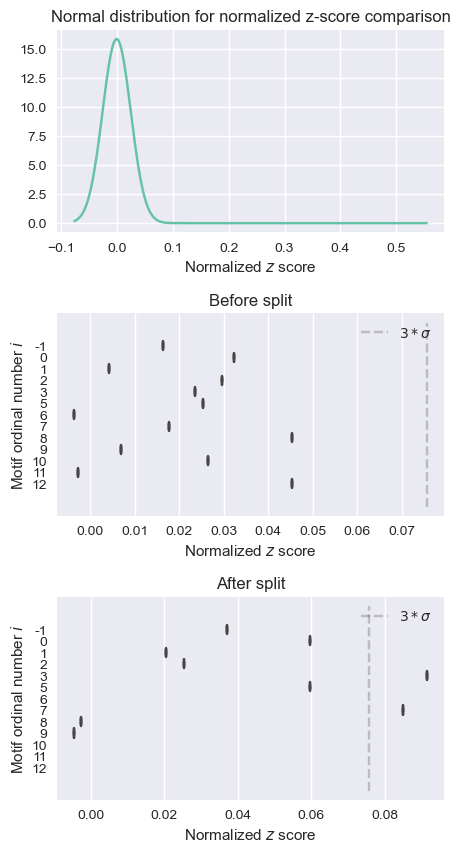 Normal distribution for normalized z-score comparison
15.0
12.5
10.0
7.5
5.0
2.5
0.0
−0.1 0.0 0.1 0.2 0.3 0.4 0.5
Normalized z score
Before split
Motif ordinal number i
-1
0
1
2
3
5
6
7
8
9
10
11
12
3 * σ
0.00 0.01 0.02 0.03 0.04 0.05 0.06 0.07
Normalized z score
After split
Motif ordinal number i
-1
0
1
2
3
5
6
7
8
9
10
11
12
3 * σ
0.00 0.02 0.04 0.06 0.08
Normalized z score